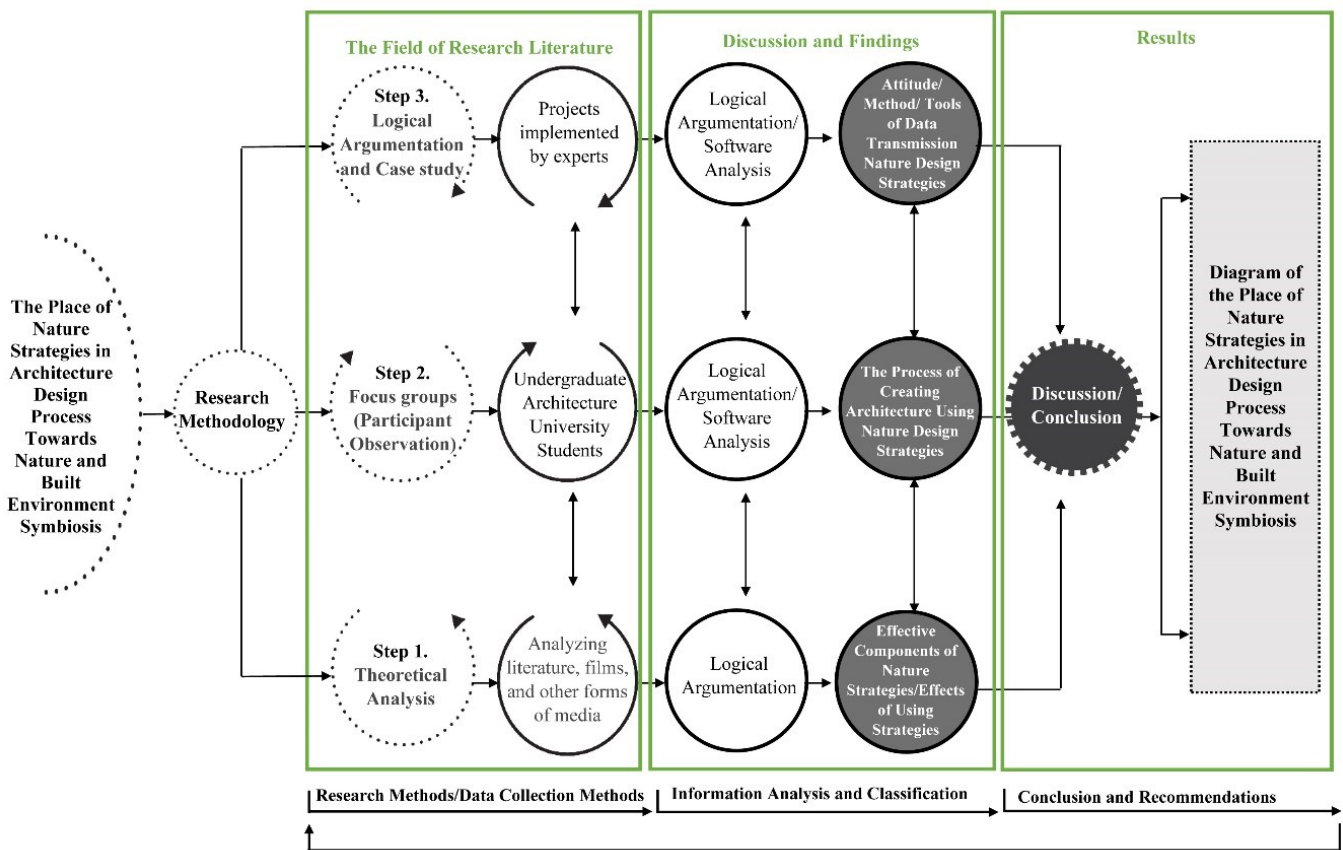 The Field of Research Literature
Discussion and Findings
Results
Step 3.
Logical
Argumentation
and Case study
Projects
implemented
by experts
Logical
Argumentation/
Software
Analysis
Attitude/
Method/ Tools
of Data
Transmission
Nature Design
Strategies
The Place of
Nature
Strategies in
Architecture
Design
Process
Towards
Nature and
Built
Environment
Symbiosis
Research
Methodology
Step 2.
Focus groups
(Participant
Observation)
Undergraduate
Architecture
University
Students
Logical
Argumentation/
Software
Analysis
The Process of
Creating
Architecture Using
Nature Design
Strategies
Discussion/
Conclusion
Diagram of
the Place of
Nature
Strategies in
Architecture
Design
Process
Towards
Nature and
Built
Environment
Symbiosis
Step 1.
Theoretical
Analysis
Analyzing
literature, films,
and other forms
of media
Logical
Argumentation
Effective
Components of
Nature
Strategies/Effects
of Using
Strategies
Research Methods/Data Collection Methods
Information Analysis and Classification
Conclusion and Recommendations